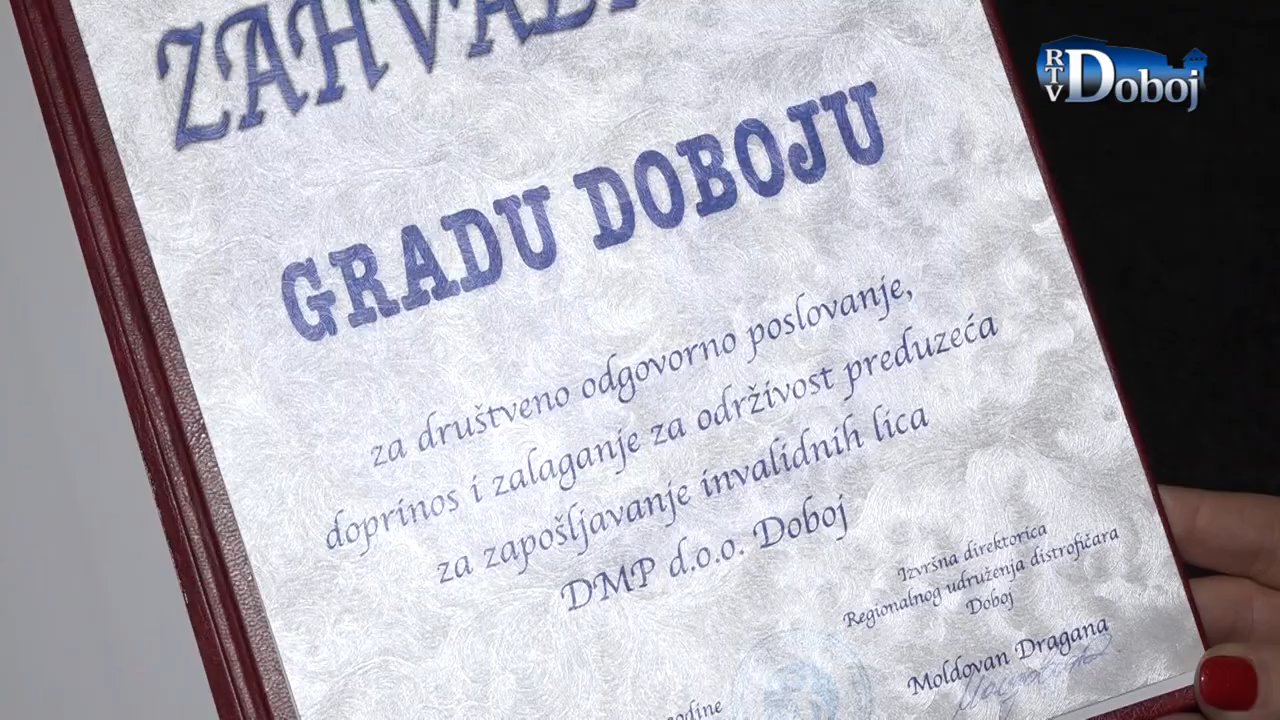 RTV Doboj
GRADU DOBOJU
za društveno odgovorno poslovanje,
doprinos i zalaganje za održivost preduzeća
za zapošljavanje invalidnih lica
DMP d.o.o. Doboj
Izvršna direktorica
Regionalnog udruženja distrofičara
Doboj
Moldovan Dragana